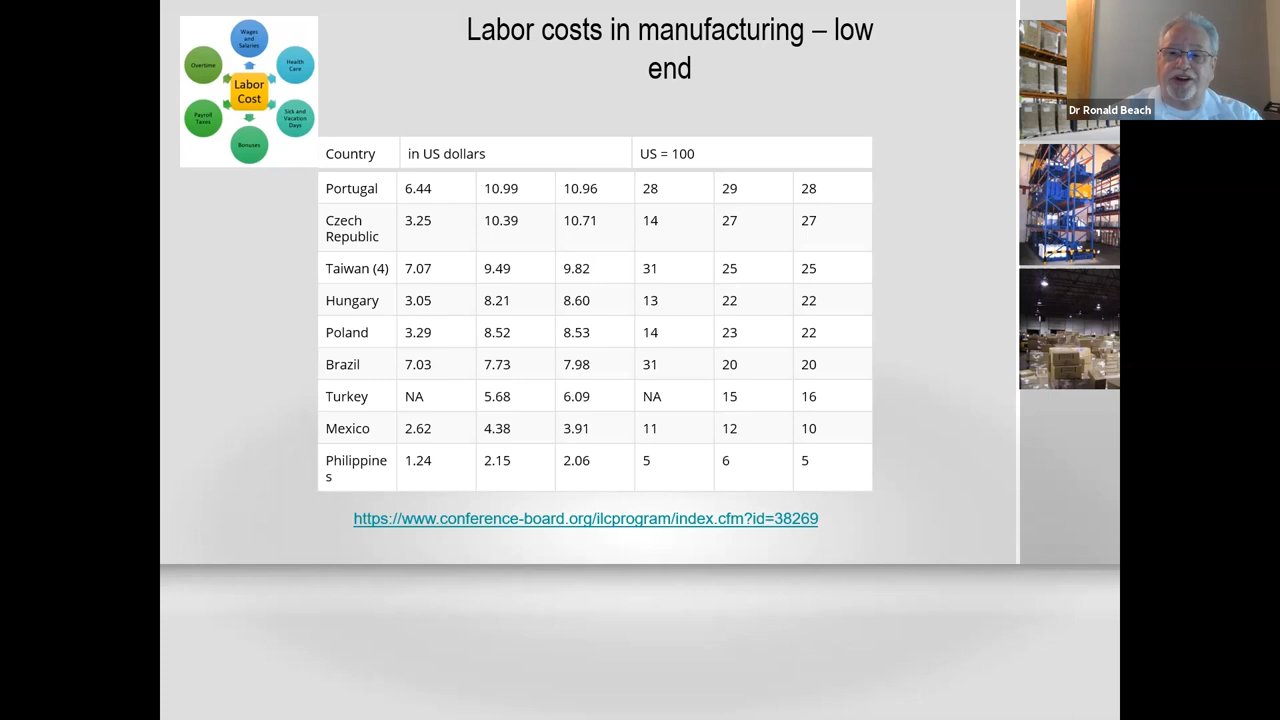 Labor costs in manufacturing – low
end
Wages
and
Salaries
Overtime
Health
Care
Labor
Cost
Payroll
Taxes
Sick and
Vacation
Days
Bonuses
Dr Ronald Beach
Country in US dollars US = 100
Portugal 6.44 10.99 10.96 28 29 28
Czech
Republic 3.25 10.39 10.71 14 27 27
Taiwan (4) 7.07 9.49 9.82 31 25 25
Hungary 3.05 8.21 8.60 13 22 22
Poland 3.29 8.52 8.53 14 23 22
Brazil 7.03 7.73 7.98 31 20 20
Turkey NA 5.68 6.09 NA 15 16
Mexico 2.62 4.38 3.91 11 12 10
Philippine
s 1.24 2.15 2.06 5 6 5
https://www.conference-board.org/ilcprogram/index.cfm?id=38269